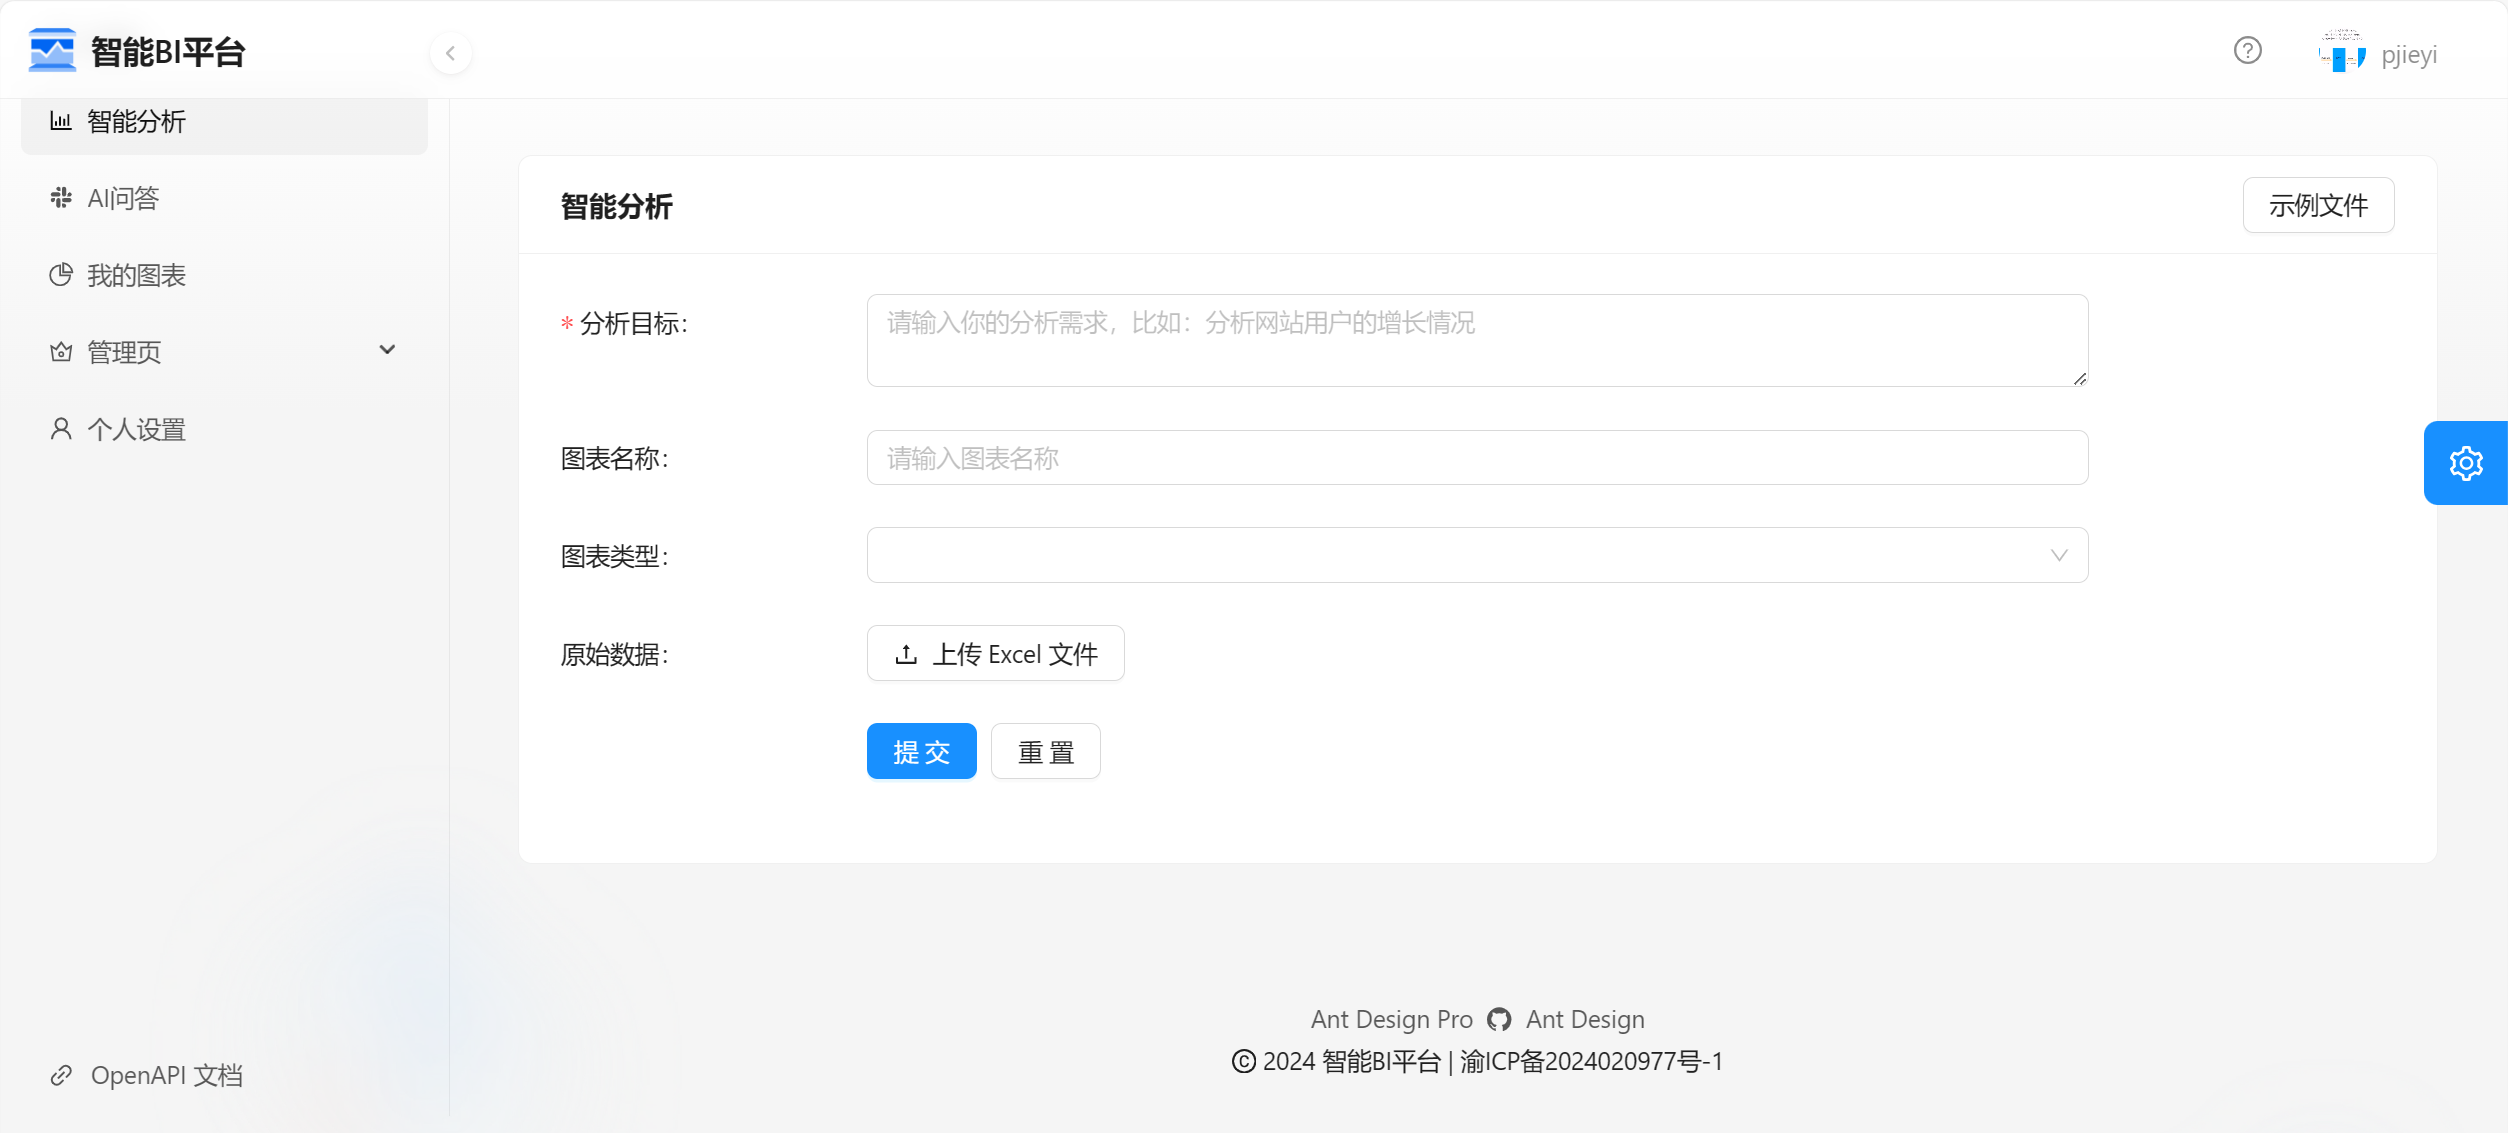 智能BI平台
pjieyi
智能分析
AI问答
我的图表
管理页
个人设置
OpenAPI 文档
智能分析
示例文件
* 分析目标:
请输入你的分析需求，比如：分析网站用户的增长情况
图表名称:
请输入图表名称
图表类型:
原始数据:
上传 Excel 文件
提 交
重 置
Ant Design Pro Ant Design
© 2024 智能BI平台 | 渝ICP备2024020977号-1